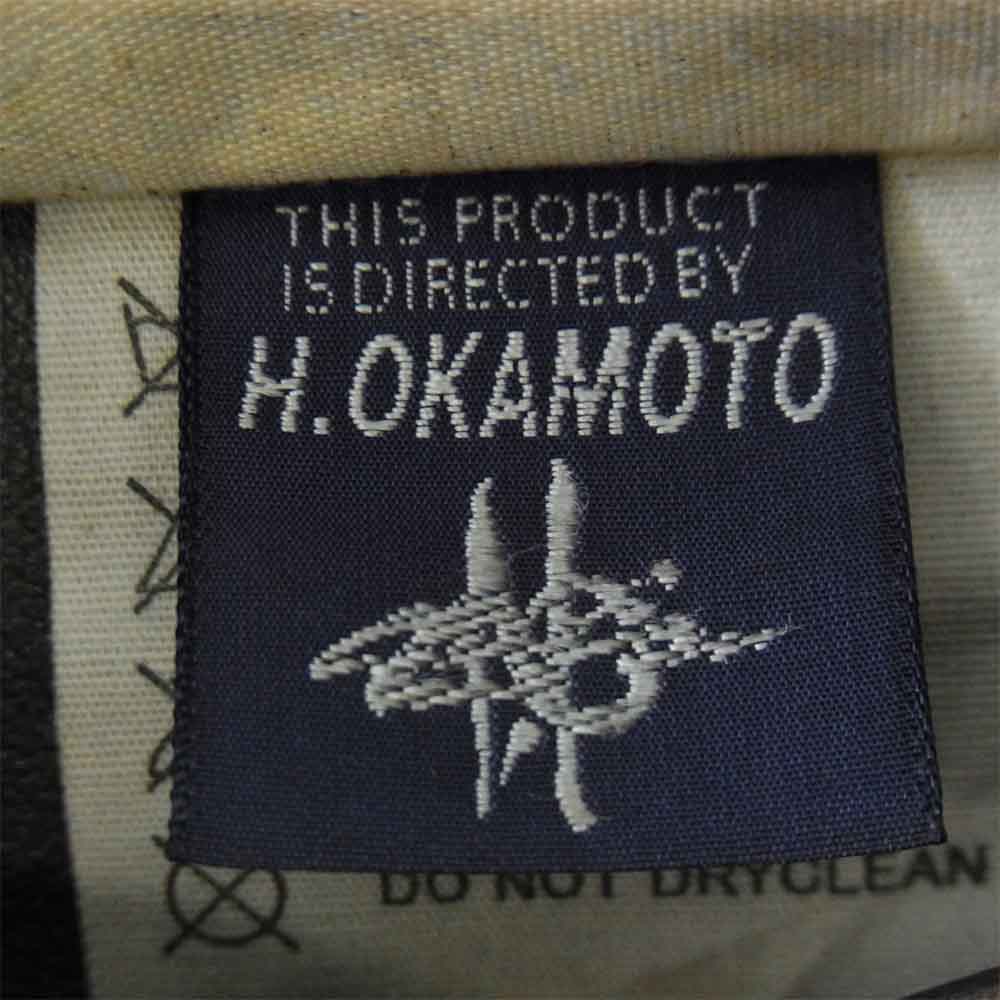 THIS PRODUCT
IS DIRECTED BY
H.OKAMOTO
DO NOT DRYCLEAN